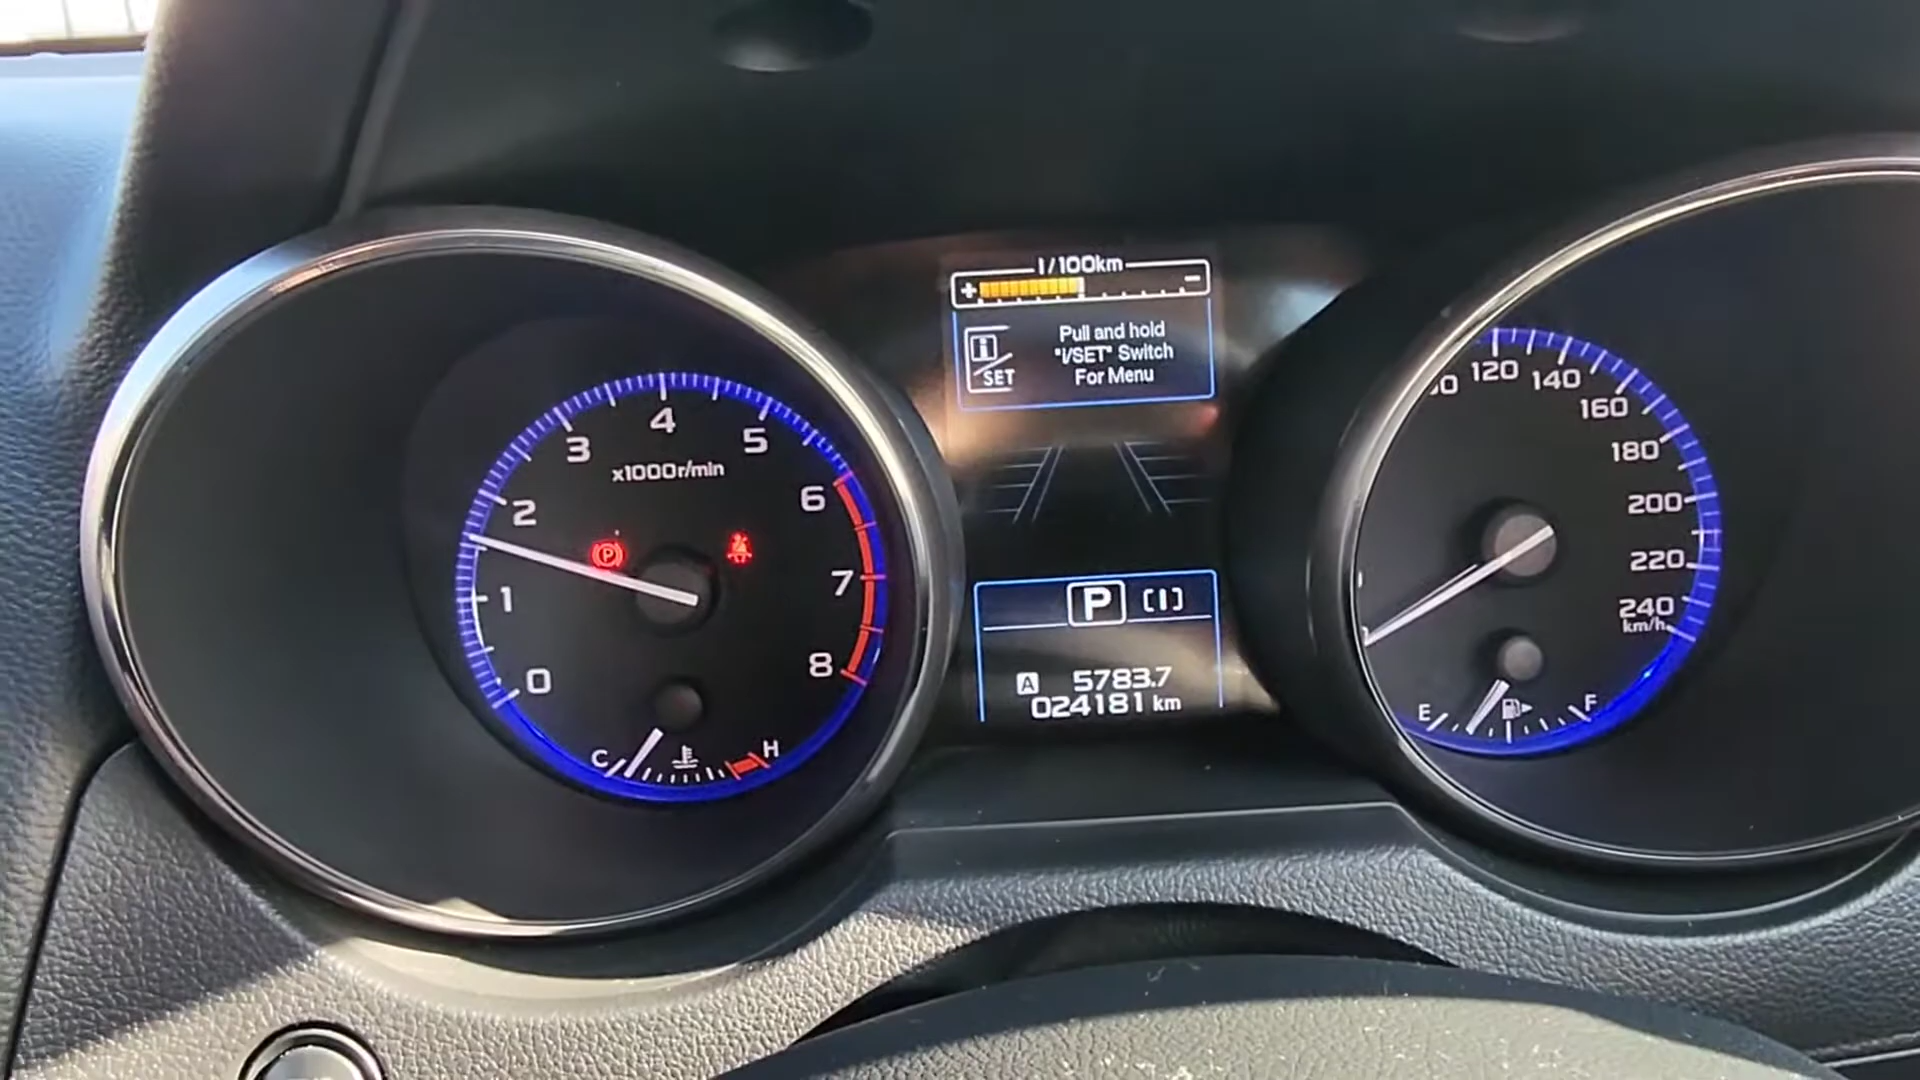 0
1
2
3
4
5
6
7
8
x1000r/min
P
C
H
l/100km
+
-
i
SET
Pull and hold
"i/SET" Switch
For Menu
P (I)
A 5783.7
024181 km
120
140
160
180
200
220
240
km/h
E
F